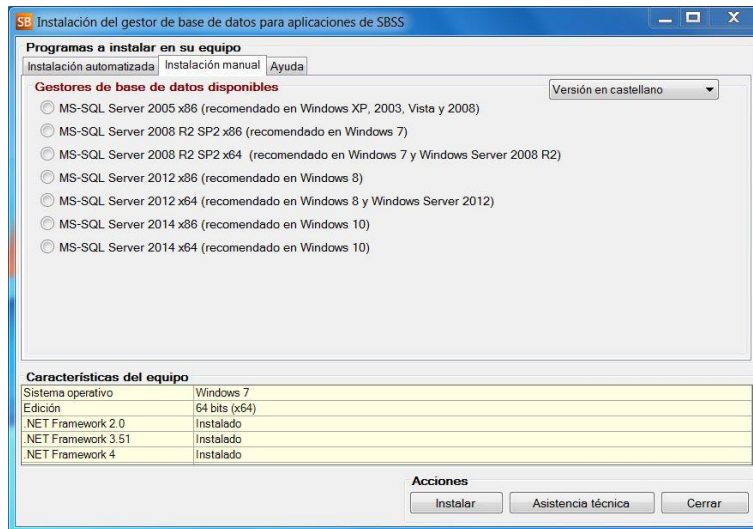 SB Instalación del gestor de base de datos para aplicaciones de SBSS
Programas a instalar en su equipo
Instalación automatizada Instalación manual Ayuda
Gestores de base de datos disponibles Versión en castellano
MS-SQL Server 2005 x86 (recomendado en Windows XP, 2003, Vista y 2008)
MS-SQL Server 2008 R2 SP2 x86 (recomendado en Windows 7)
MS-SQL Server 2008 R2 SP2 x64 (recomendado en Windows 7 y Windows Server 2008 R2)
MS-SQL Server 2012 x86 (recomendado en Windows 8)
MS-SQL Server 2012 x64 (recomendado en Windows 8 y Windows Server 2012)
MS-SQL Server 2014 x86 (recomendado en Windows 10)
MS-SQL Server 2014 x64 (recomendado en Windows 10)
Características del equipo
Sistema operativo Windows 7
Edición 64 bits (x64)
.NET Framework 2.0 Instalado
.NET Framework 3.51 Instalado
.NET Framework 4 Instalado
Acciones
Instalar Asistencia técnica Cerrar